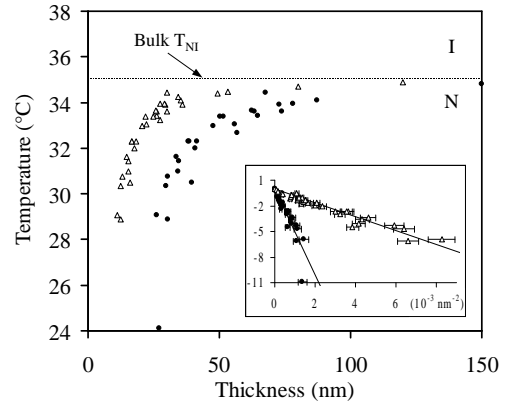 38
36
34
32
30
28
26
24
Temperature (°C)
Bulk T_NI
I
N
1
-2
-5
-8
-11
0 2 4 6 (10⁻³ nm⁻²)
0 50 100 150
Thickness (nm)